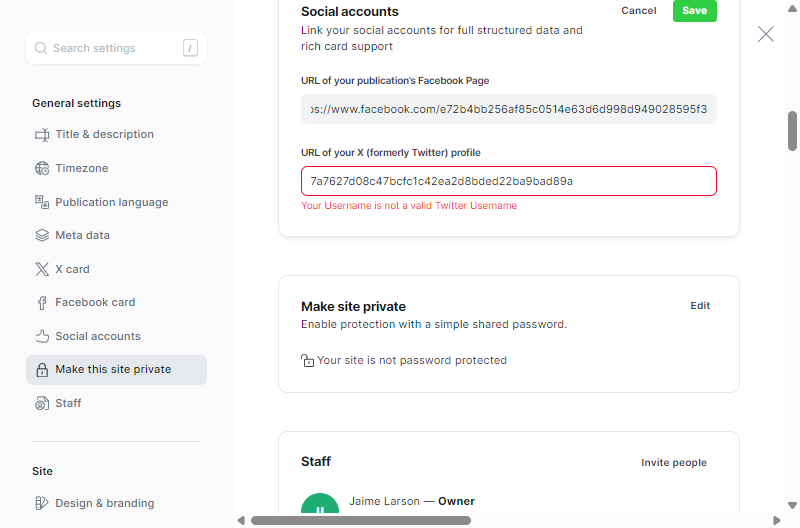 Search settings
/
General settings
Title & description
Timezone
Publication language
Meta data
X card
Facebook card
Social accounts
Make this site private
Staff
Site
Design & branding
Social accounts
Cancel
Save
Link your social accounts for full structured data and
rich card support
URL of your publication's Facebook Page
ps://www.facebook.com/e72b4bb256af85c0514e63d6d998d949028595f3
URL of your X (formerly Twitter) profile
7a7627d08c47bcfc1c42ea2d8bded22ba9bad89a
Your Username is not a valid Twitter Username
Make site private
Edit
Enable protection with a simple shared password.
Your site is not password protected
Staff
Invite people
Jaime Larson — Owner